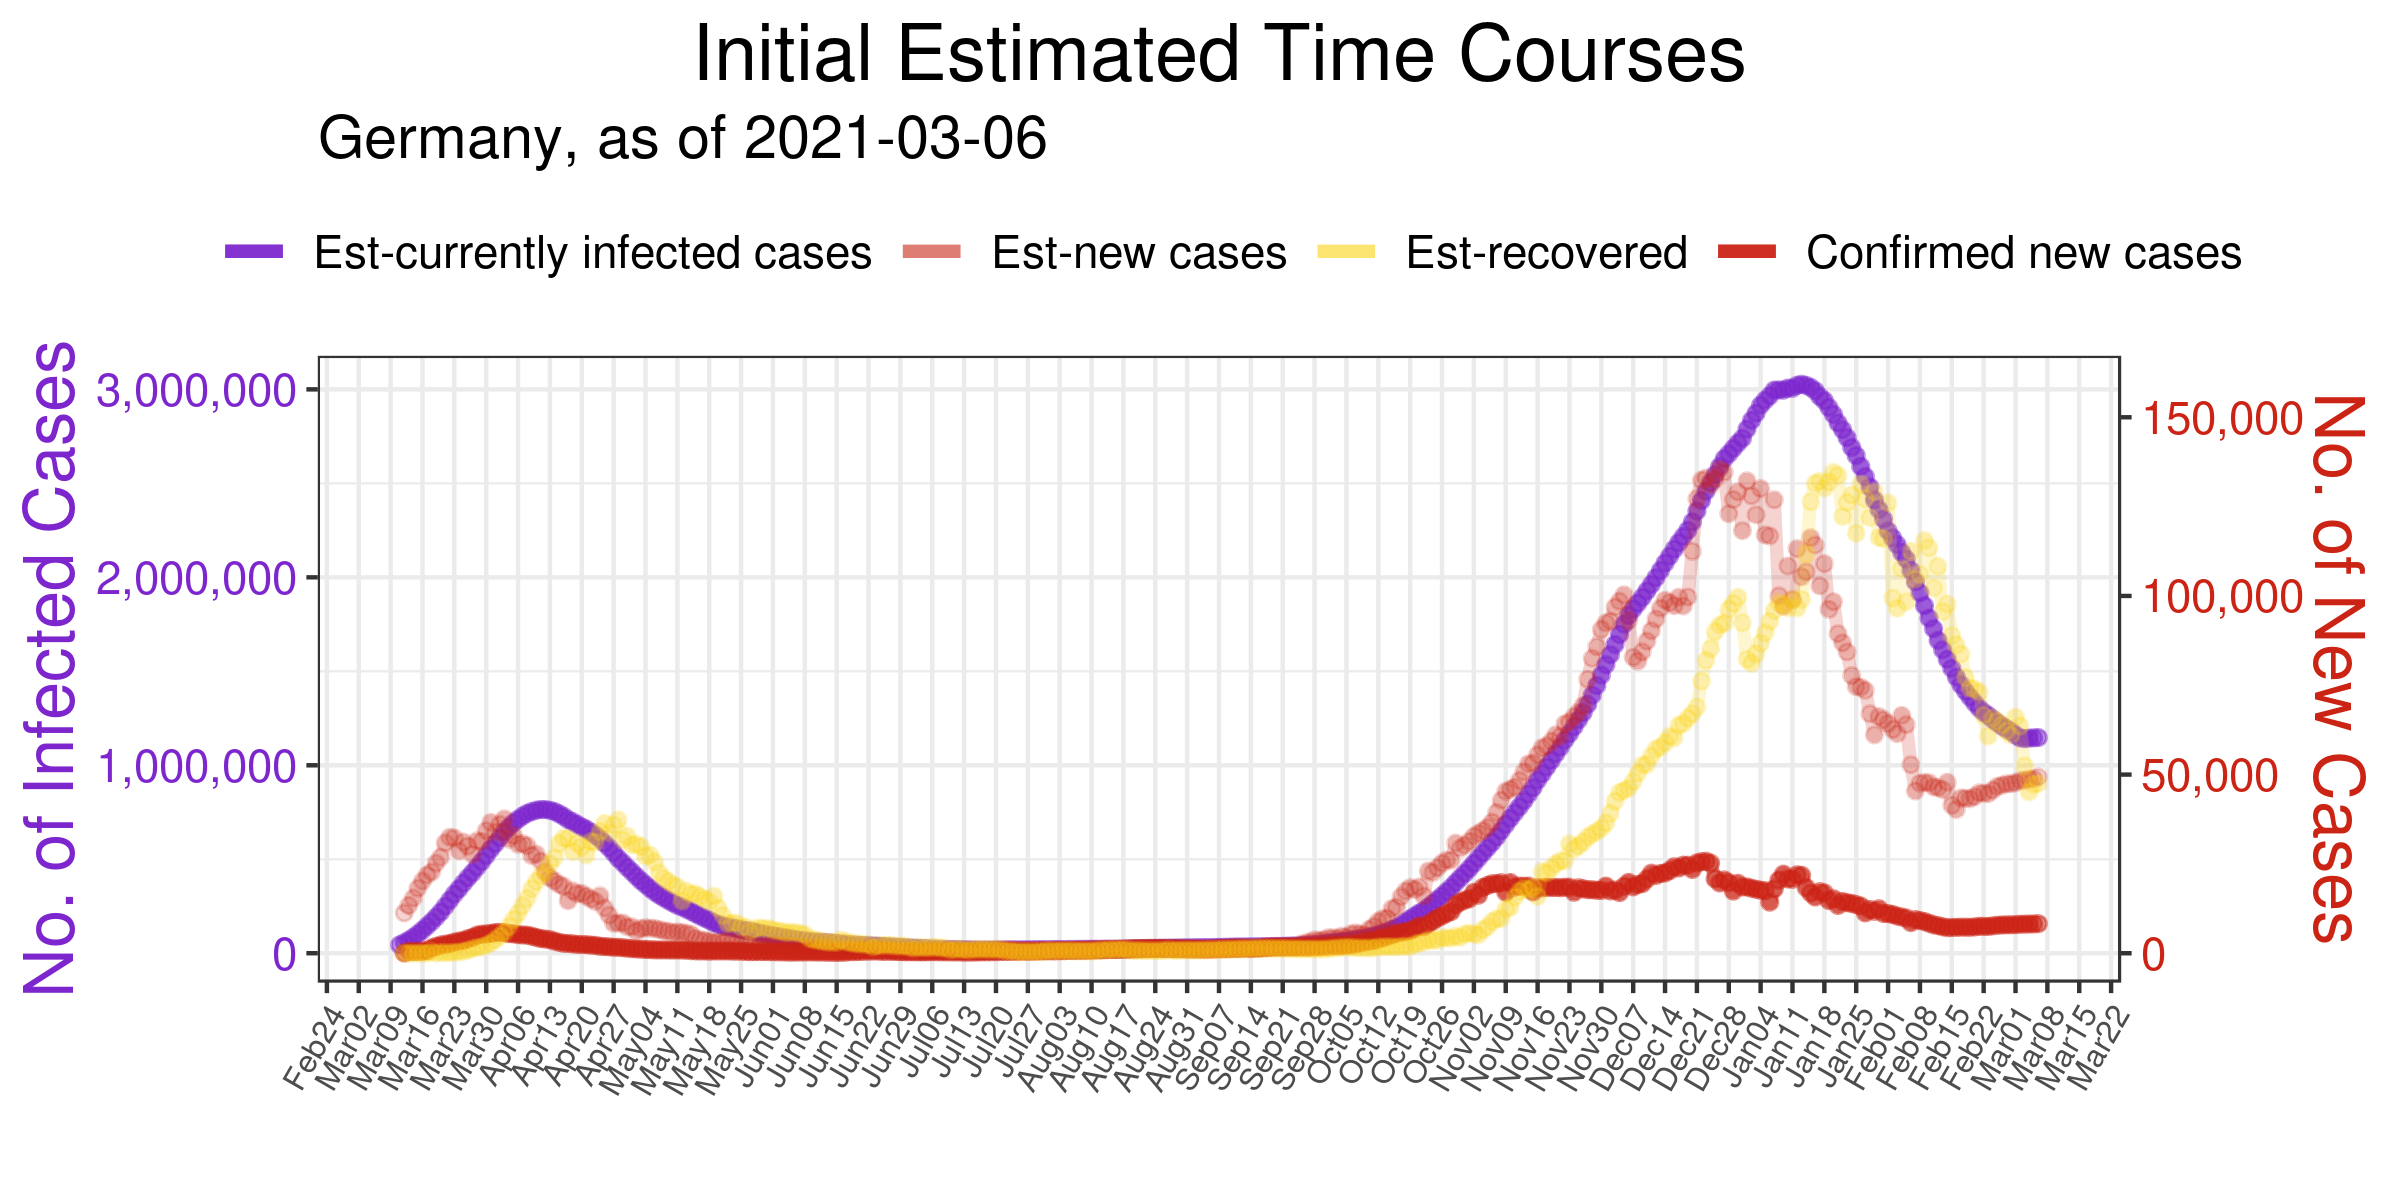 Initial Estimated Time Courses
Germany, as of 2021-03-06
Est-currently infected cases Est-new cases Est-recovered Confirmed new cases
No. of Infected Cases
3,000,000
2,000,000
1,000,000
0
150,000
100,000
50,000
0
No. of New Cases
Feb24 Mar02 Mar09 Mar16 Mar23 Mar30 Apr06 Apr13 Apr20 Apr27 May04 May11 May18 May25 Jun01 Jun08 Jun15 Jun22 Jun29 Jul06 Jul13 Jul20 Jul27 Aug03 Aug10 Aug17 Aug24 Aug31 Sep07 Sep14 Sep21 Sep28 Oct05 Oct12 Oct19 Oct26 Nov02 Nov09 Nov16 Nov23 Nov30 Dec07 Dec14 Dec21 Dec28 Jan04 Jan11 Jan18 Jan25 Feb01 Feb08 Feb15 Feb22 Mar01 Mar08 Mar15 Mar22